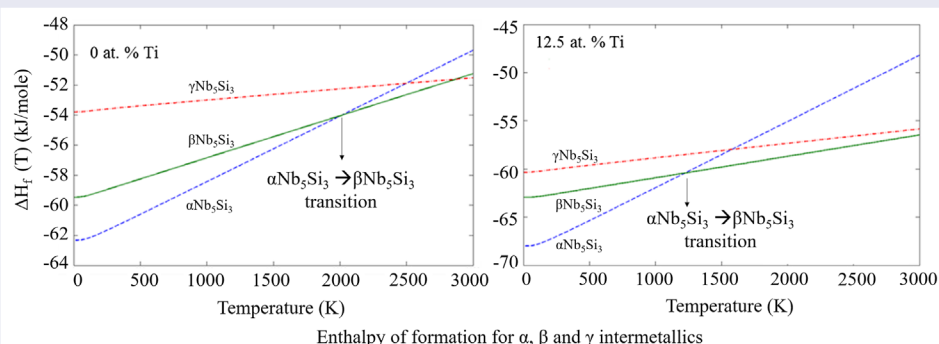 -48
-50
-52
-54
-56
-58
-60
-62
-64
0 at. % Ti
γNb₅Si₃
βNb₅Si₃
αNb₅Si₃
αNb₅Si₃ →βNb₅Si₃
transition
ΔH_f (T) (kJ/mole)
0 500 1000 1500 2000 2500 3000
Temperature (K)
-45
-50
-55
-60
-65
-70
12.5 at. % Ti
γNb₅Si₃
βNb₅Si₃
αNb₅Si₃
αNb₅Si₃ →βNb₅Si₃
transition
0 500 1000 1500 2000 2500 3000
Temperature (K)
Enthalpy of formation for α, β and γ intermetallics